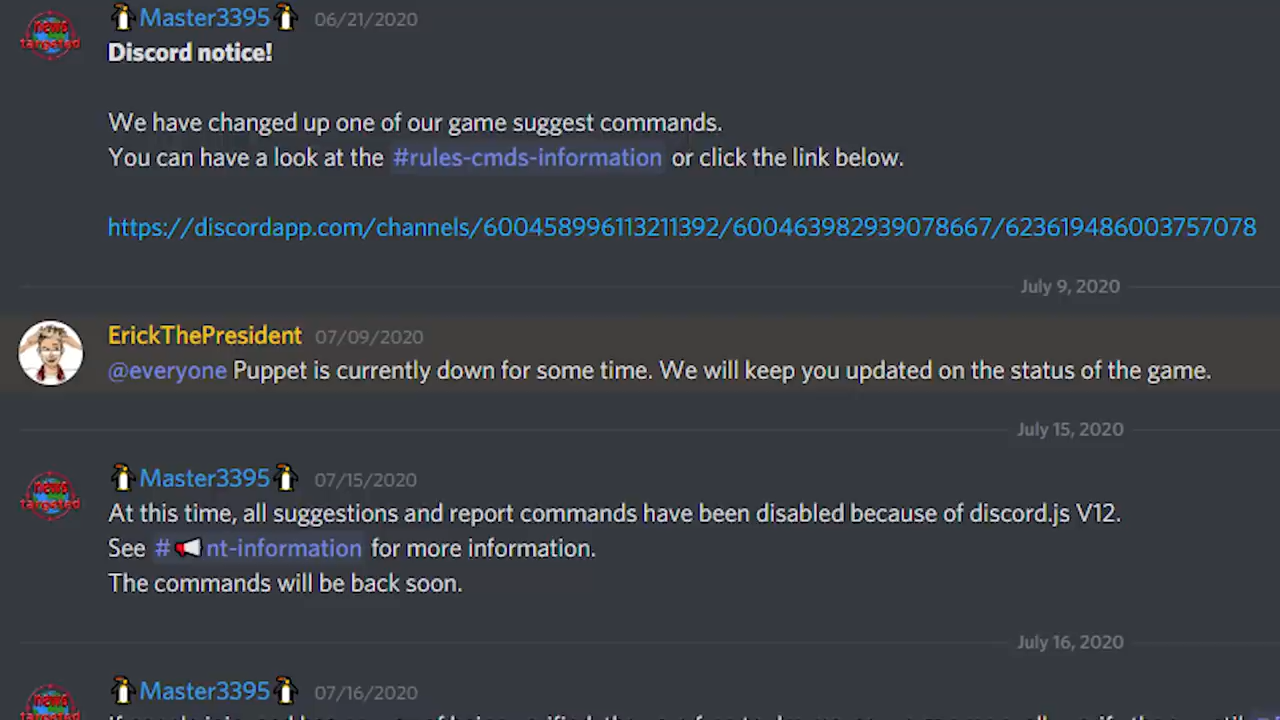 🐧Master3395🐧 06/21/2020
Discord notice!
We have changed up one of our game suggest commands.
You can have a look at the #rules-cmds-information or click the link below.
https://discordapp.com/channels/600458996113211392/600463982939078667/623619486003757078
July 9, 2020
ErickThePresident 07/09/2020
@everyone Puppet is currently down for some time. We will keep you updated on the status of the game.
July 15, 2020
🐧Master3395🐧 07/15/2020
At this time, all suggestions and report commands have been disabled because of discord.js V12.
See #📢nt-information for more information.
The commands will be back soon.
July 16, 2020
🐧Master3395🐧 07/16/2020